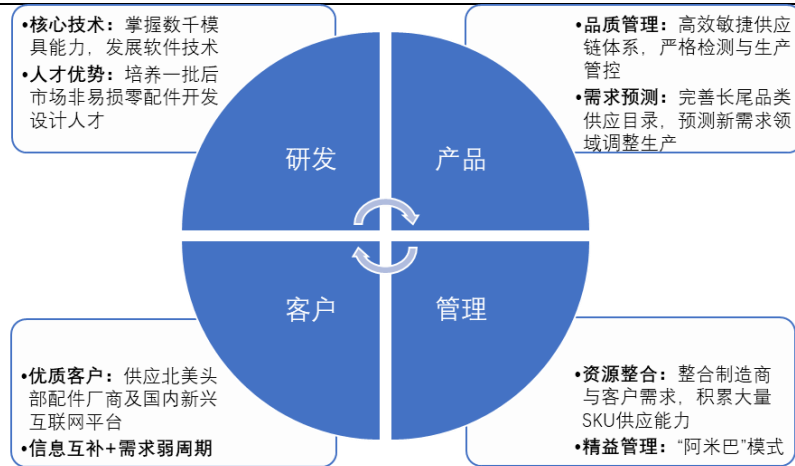 •核心技术：掌握数千模
具能力，发展软件技术
•人才优势：培养一批后
市场非易损零配件开发
设计人才
•品质管理：高效敏捷供应
链体系，严格检测与生产
管控
•需求预测：完善长尾品类
供应目录，预测新需求领
域调整生产
研发
产品
客户
管理
•优质客户：供应北美头
部配件厂商及国内新兴
互联网平台
•信息互补+需求弱周期
•资源整合：整合制造商
与客户需求，积累大量
SKU供应能力
•精益管理：“阿米巴”模式